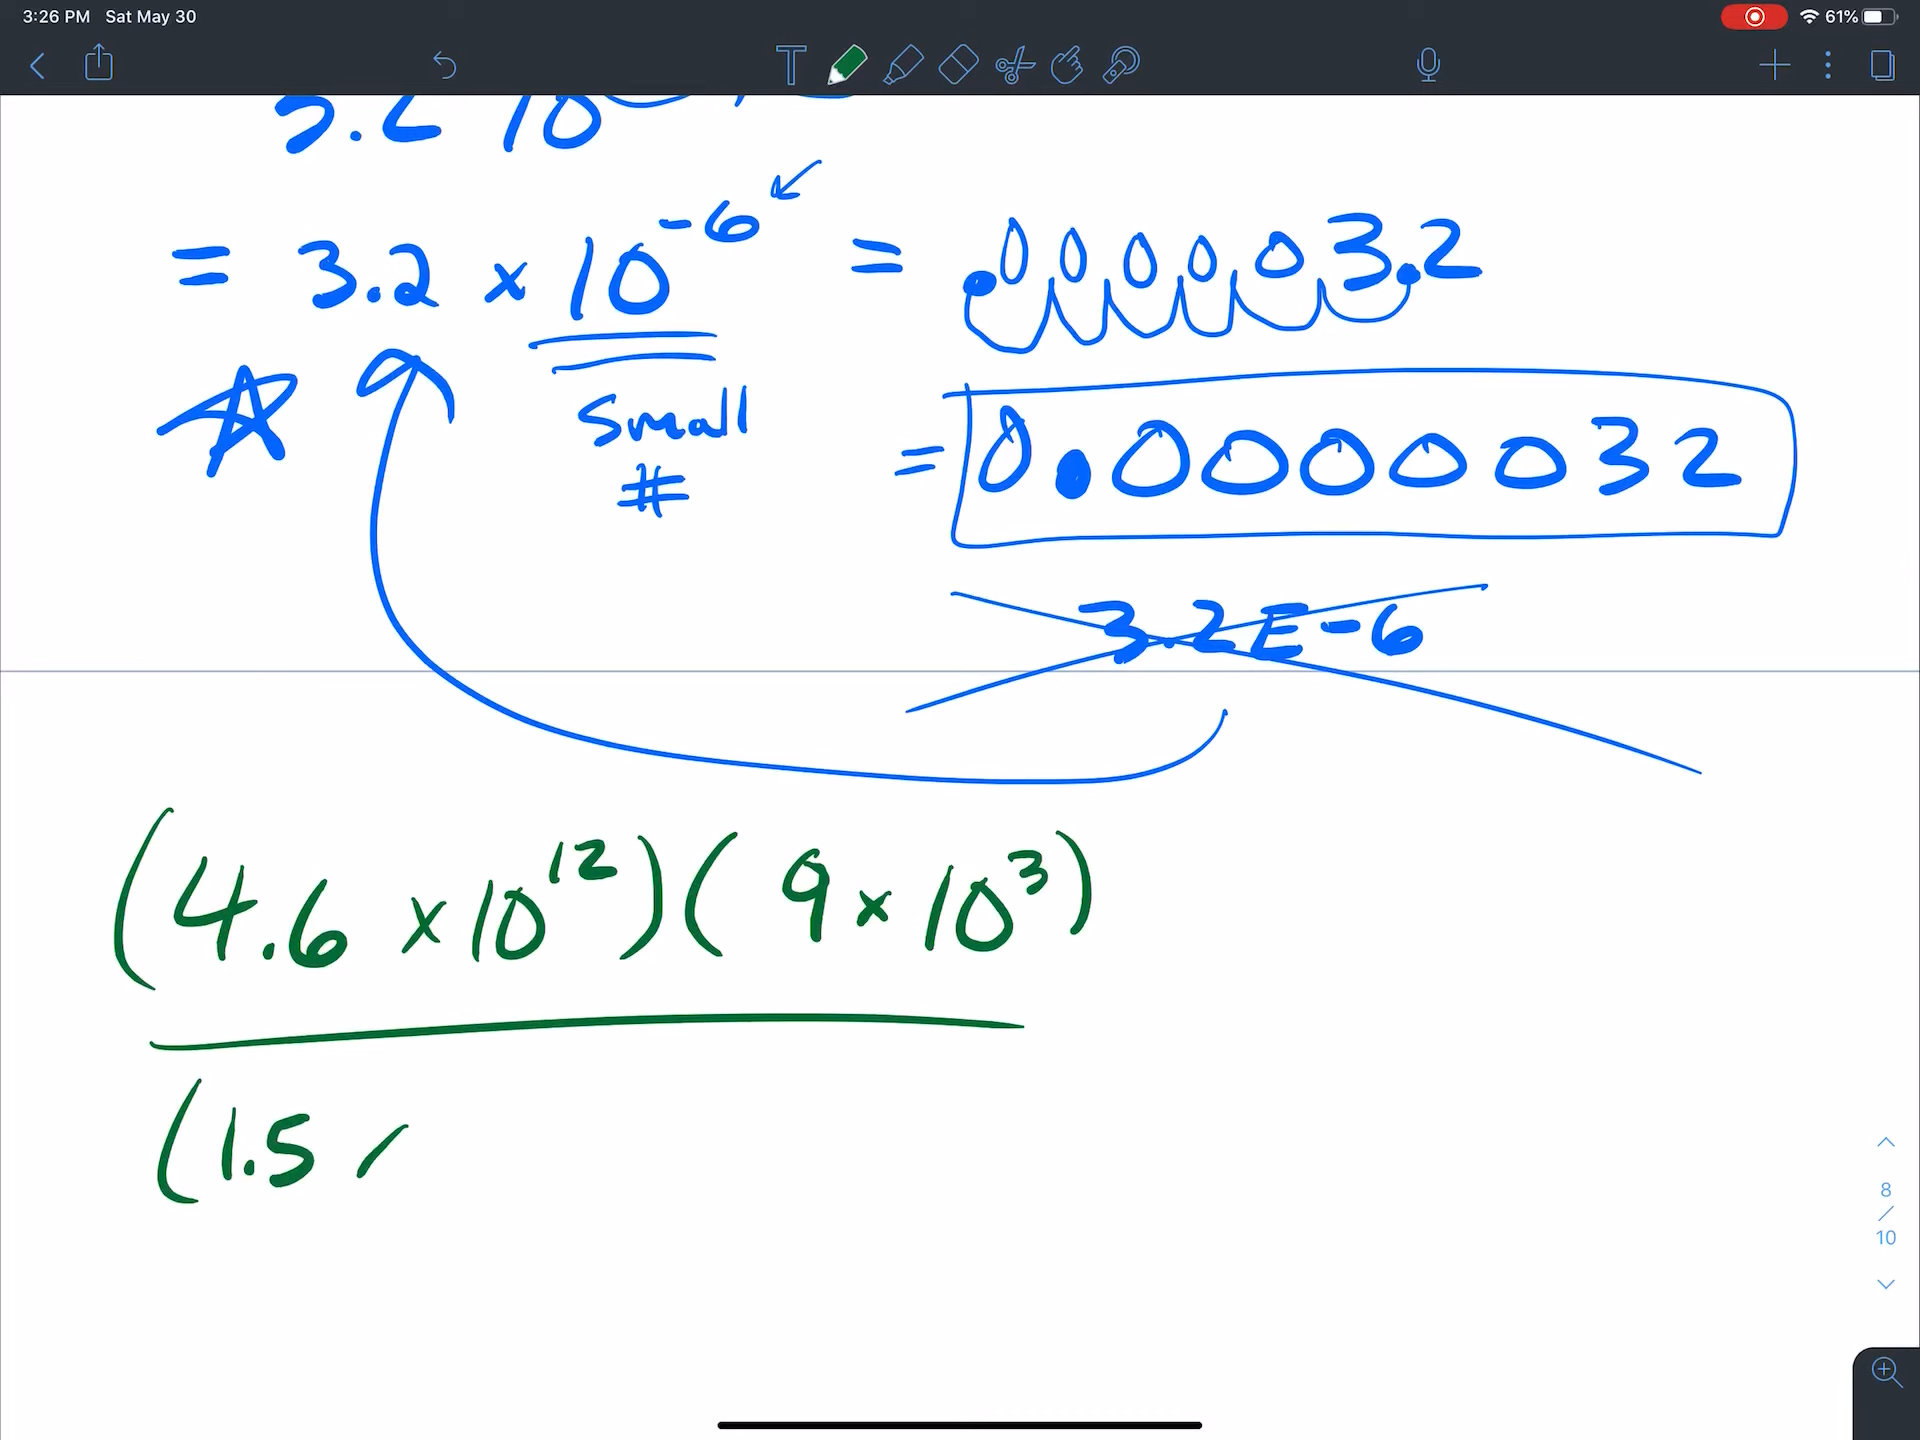 3:26 PM Sat May 30
61%
T
= 3.2 × 10^-6 = .000003.2
small
#
= 0.0000032
3.2E-6
(4.6 ×10^12)(9 × 10^3)
(1.5
8
/
10